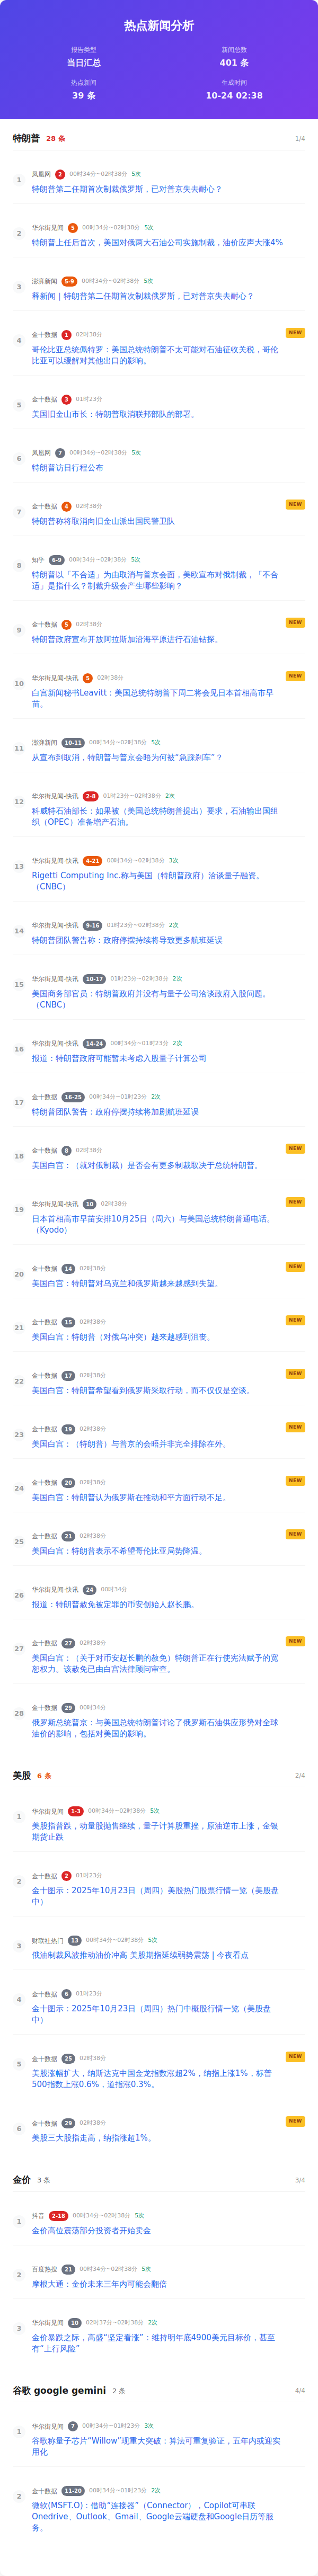 热点新闻分析
报告类型
当日汇总
新闻总数
401 条
热点新闻
39 条
生成时间
10-24 02:38
特朗普 28 条 1/4
1
凤凰网 2 00时34分~02时38分 5次
特朗普第二任期首次制裁俄罗斯，已对普京失去耐心？
2
华尔街见闻 5 00时34分~02时38分 5次
特朗普上任后首次，美国对俄两大石油公司实施制裁，油价应声大涨4%
3
澎湃新闻 5-9 00时34分~02时38分 5次
释新闻｜特朗普第二任期首次制裁俄罗斯，已对普京失去耐心？
4
金十数据 1 02时38分 NEW
哥伦比亚总统佩特罗：美国总统特朗普不太可能对石油征收关税，哥伦
比亚可以缓解对其他出口的影响。
5
金十数据 3 01时23分
美国旧金山市长：特朗普取消联邦部队的部署。
6
凤凰网 7 00时34分~02时38分 5次
特朗普访日行程公布
7
金十数据 4 02时38分 NEW
特朗普称将取消向旧金山派出国民警卫队
8
知乎 6-9 00时34分~02时38分 5次
特朗普以「不合适」为由取消与普京会面，美欧宣布对俄制裁，「不合
适」是指什么？制裁升级会产生哪些影响？
9
金十数据 5 02时38分 NEW
特朗普政府宣布开放阿拉斯加沿海平原进行石油钻探。
10
华尔街见闻-快讯 5 02时38分 NEW
白宫新闻秘书Leavitt：美国总统特朗普下周二将会见日本首相高市早
苗。
11
澎湃新闻 10-11 00时34分~02时38分 5次
从宣布到取消，特朗普与普京会晤为何被“急踩刹车”？
12
华尔街见闻-快讯 2-8 01时23分~02时38分 2次
科威特石油部长：如果被（美国总统特朗普提出）要求，石油输出国组
织（OPEC）准备增产石油。
13
华尔街见闻-快讯 4-21 00时34分~02时38分 3次
Rigetti Computing Inc.称与美国（特朗普政府）洽谈量子融资。
（CNBC）
14
华尔街见闻-快讯 9-16 01时23分~02时38分 2次
特朗普团队警告称：政府停摆持续将导致更多航班延误
15
华尔街见闻-快讯 10-17 01时23分~02时38分 2次
美国商务部官员：特朗普政府并没有与量子公司洽谈政府入股问题。
（CNBC）
16
华尔街见闻-快讯 14-24 00时34分~01时23分 2次
报道：特朗普政府可能暂未考虑入股量子计算公司
17
金十数据 16-25 00时34分~01时23分 2次
特朗普团队警告：政府停摆持续将加剧航班延误
18
金十数据 8 02时38分 NEW
美国白宫：（就对俄制裁）是否会有更多制裁取决于总统特朗普。
19
华尔街见闻-快讯 10 02时38分 NEW
日本首相高市早苗安排10月25日（周六）与美国总统特朗普通电话。
（Kyodo）
20
金十数据 14 02时38分 NEW
美国白宫：特朗普对乌克兰和俄罗斯越来越感到失望。
21
金十数据 15 02时38分 NEW
美国白宫：特朗普（对俄乌冲突）越来越感到沮丧。
22
金十数据 17 02时38分 NEW
美国白宫：特朗普希望看到俄罗斯采取行动，而不仅仅是空谈。
23
金十数据 19 02时38分 NEW
美国白宫：（特朗普）与普京的会晤并非完全排除在外。
24
金十数据 20 02时38分 NEW
美国白宫：特朗普认为俄罗斯在推动和平方面行动不足。
25
金十数据 21 02时38分 NEW
美国白宫：特朗普表示不希望哥伦比亚局势降温。
26
华尔街见闻-快讯 24 00时34分
报道：特朗普赦免被定罪的币安创始人赵长鹏。
27
金十数据 27 02时38分 NEW
美国白宫：（关于对币安赵长鹏的赦免）特朗普正在行使宪法赋予的宽
恕权力。该赦免已由白宫法律顾问审查。
28
金十数据 29 00时34分
俄罗斯总统普京：与美国总统特朗普讨论了俄罗斯石油供应形势对全球
油价的影响，包括对美国的影响。
美股 6 条 2/4
1
华尔街见闻 1-3 00时34分~02时38分 5次
美股指普跌，动量股抛售继续，量子计算股重挫，原油逆市上涨，金银
期货止跌
2
金十数据 2 01时23分
金十图示：2025年10月23日（周四）美股热门股票行情一览（美股盘
中）
3
财联社热门 13 00时34分~02时38分 5次
俄油制裁风波推动油价冲高 美股期指延续弱势震荡 | 今夜看点
4
金十数据 6 01时23分
金十图示：2025年10月23日（周四）热门中概股行情一览（美股盘
中）
5
金十数据 25 02时38分 NEW
美股涨幅扩大，纳斯达克中国金龙指数涨超2%，纳指上涨1%，标普
500指数上涨0.6%，道指涨0.3%。
6
金十数据 29 02时38分 NEW
美股三大股指走高，纳指涨超1%。
金价 3 条 3/4
1
抖音 2-18 00时34分~02时38分 5次
金价高位震荡部分投资者开始卖金
2
百度热搜 21 00时34分~02时38分 5次
摩根大通：金价未来三年内可能会翻倍
3
华尔街见闻 10 02时37分~02时38分 2次
金价暴跌之际，高盛“坚定看涨”：维持明年底4900美元目标价，甚至
有“上行风险”
谷歌 google gemini 2 条 4/4
1
华尔街见闻 7 00时34分~01时23分 3次
谷歌称量子芯片“Willow”现重大突破：算法可重复验证，五年内或迎实
用化
2
金十数据 11-20 00时34分~01时23分 2次
微软(MSFT.O)：借助“连接器”（Connector），Copilot可串联
Onedrive、Outlook、Gmail、Google云端硬盘和Google日历等服
务。